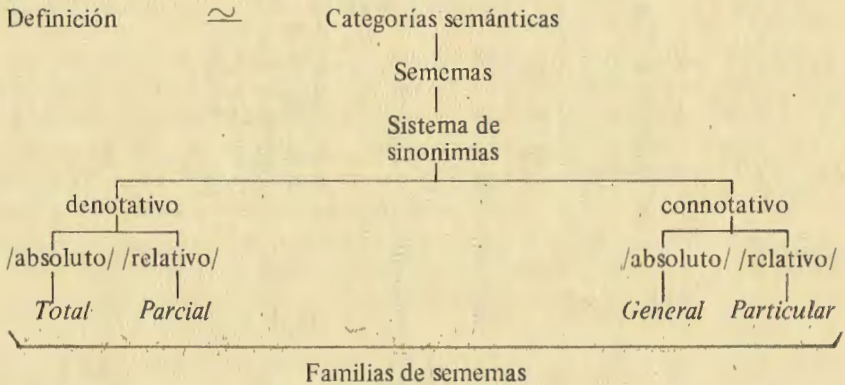 Definición ≃ Categorías semánticas
Sememas
Sistema de
sinonimias
denotativo connotativo
/absoluto/ /relativo/ /absoluto/ /relativo/
Total Parcial General Particular
Familias de sememas